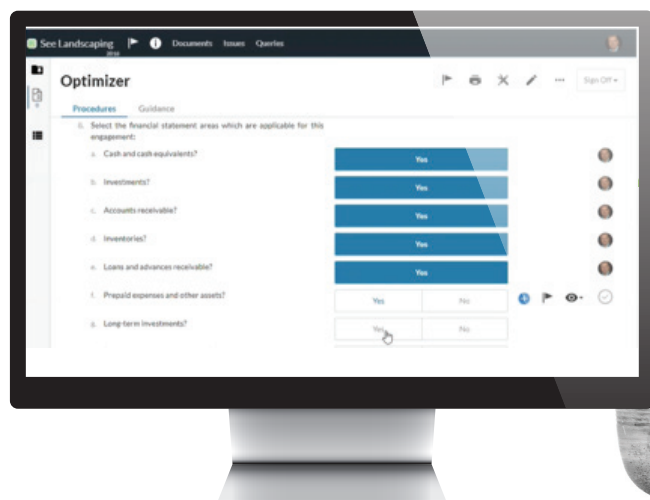 See Landscaping
2016
Documents Issues Queries
Optimizer
Sign Off
Procedures Guidance
Select the financial statement areas which are applicable for this
engagement:
a. Cash and cash equivalents?
Yes
b. Investments?
Yes
c. Accounts receivable?
Yes
d. Inventories?
Yes
e. Loans and advances receivable?
Yes
f. Prepaid expenses and other assets?
Yes No
g. Long-term investments?
Yes No